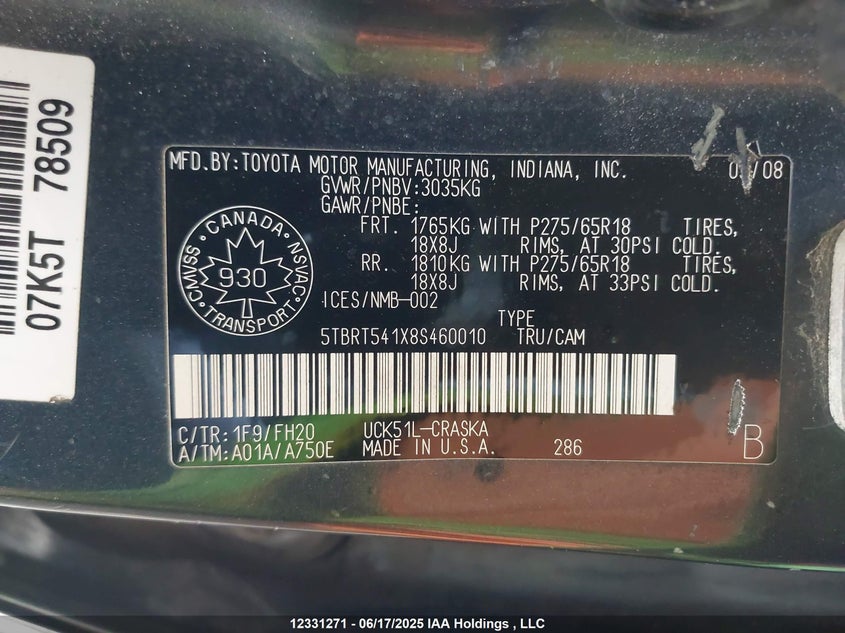 07K5T 78509
MFD.BY:TOYOTA MOTOR MANUFACTURING, INDIANA, INC.
GVWR/PNBV:3035KG
GAWR/PNBE:
FRT. 1765KG WITH P275/65R18 TIRES,
18X8J RIMS, AT 30PSI COLD.
RR. 1810KG WITH P275/65R18 TIRES,
18X8J RIMS, AT 33PSI COLD.
CANADA
CMVSS 930 NSVAC
TRANSPORT
ICES/NMB-002
TYPE
5TBRT541X8S460010 TRU/CAM
C/TR:1F9/FH20 UCK51L-CRASKA
A/TM:A01A/A750E MADE IN U.S.A. 286 B
12331271 - 06/17/2025 IAA Holdings , LLC